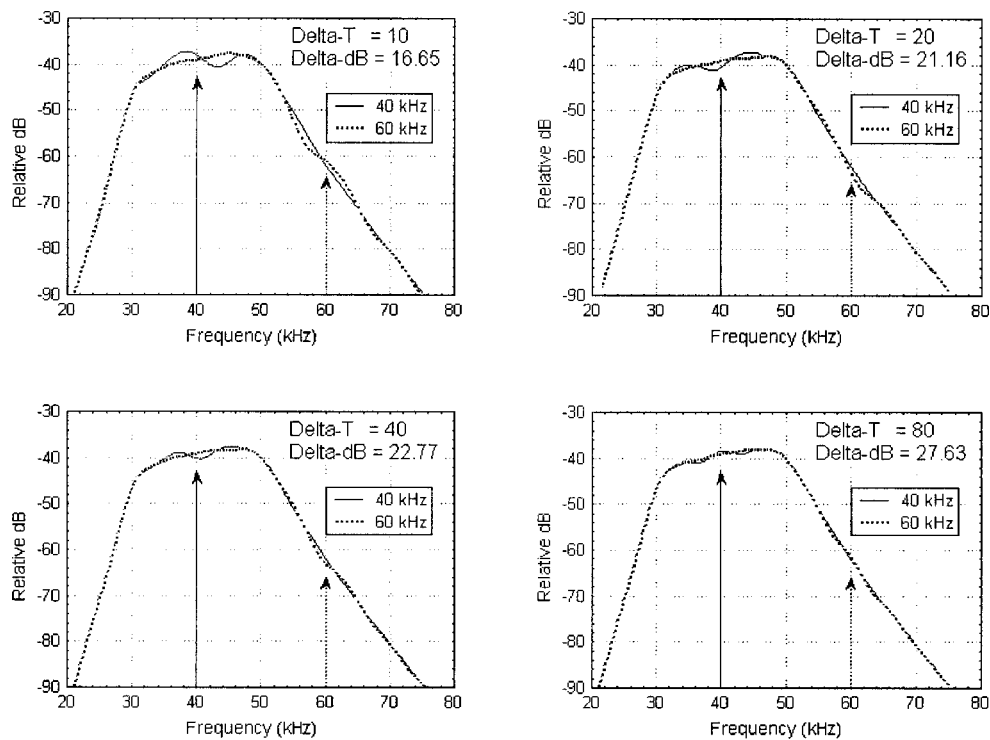 -30
-40
-50
-60
-70
-80
-90
Relative dB
Delta-T = 10
Delta-dB = 16.65
40 kHz
60 kHz
20 30 40 50 60 70 80
Frequency (kHz)
-30
-40
-50
-60
-70
-80
-90
Relative dB
Delta-T = 20
Delta-dB = 21.16
40 kHz
60 kHz
20 30 40 50 60 70 80
Frequency (kHz)
-30
-40
-50
-60
-70
-80
-90
Relative dB
Delta-T = 40
Delta-dB = 22.77
40 kHz
60 kHz
20 30 40 50 60 70 80
Frequency (kHz)
-30
-40
-50
-60
-70
-80
-90
Relative dB
Delta-T = 80
Delta-dB = 27.63
40 kHz
60 kHz
20 30 40 50 60 70 80
Frequency (kHz)